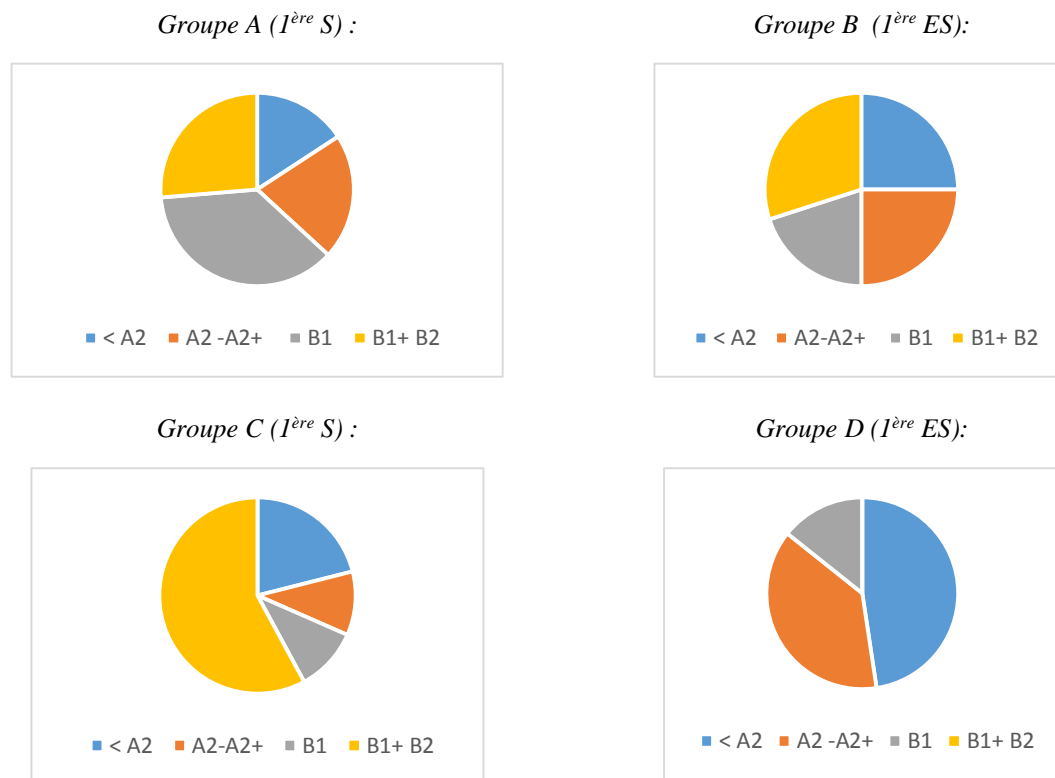 Groupe A (1ère S) :
Groupe B (1ère ES):
< A2 A2 -A2+ B1 B1+ B2
< A2 A2-A2+ B1 B1+ B2
Groupe C (1ère S) :
Groupe D (1ère ES):
< A2 A2-A2+ B1 B1+ B2
< A2 A2 -A2+ B1 B1+ B2